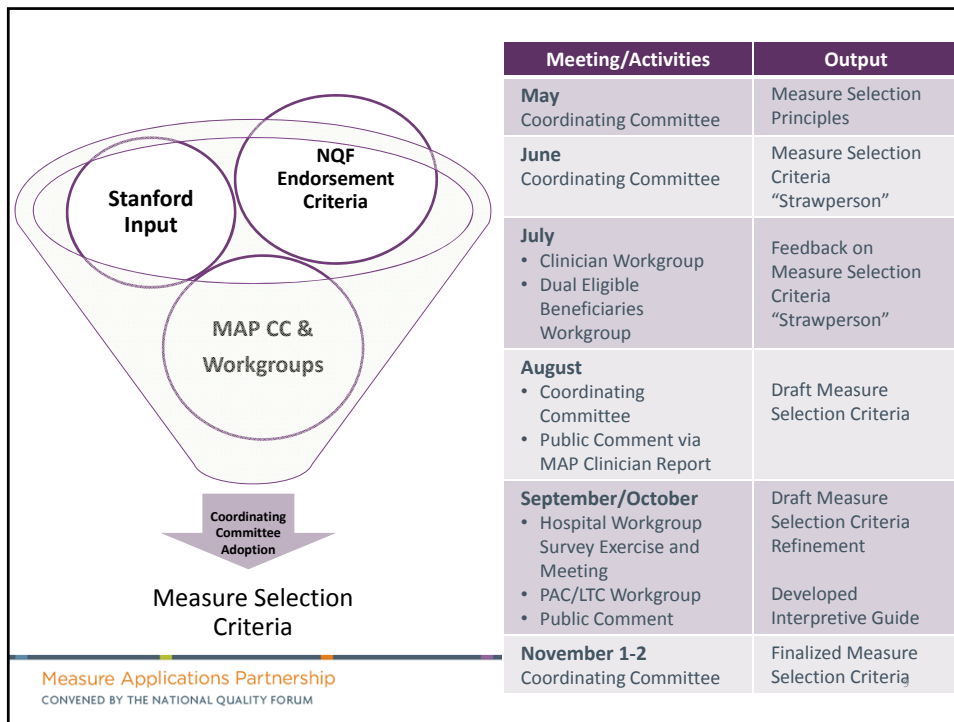 Stanford
Input
NQF
Endorsement
Criteria
MAP CC &
Workgroups
Coordinating
Committee
Adoption
Measure Selection
Criteria
Measure Applications Partnership
CONVENED BY THE NATIONAL QUALITY FORUM
Meeting/Activities
Output
May
Coordinating Committee
Measure Selection
Principles
June
Coordinating Committee
Measure Selection
Criteria
“Strawperson”
July
• Clinician Workgroup
• Dual Eligible
Beneficiaries
Workgroup
Feedback on
Measure Selection
Criteria
“Strawperson”
August
• Coordinating
Committee
• Public Comment via
MAP Clinician Report
Draft Measure
Selection Criteria
September/October
• Hospital Workgroup
Survey Exercise and
Meeting
• PAC/LTC Workgroup
• Public Comment
Draft Measure
Selection Criteria
Refinement
Developed
Interpretive Guide
November 1-2
Coordinating Committee
Finalized Measure
Selection Criteria